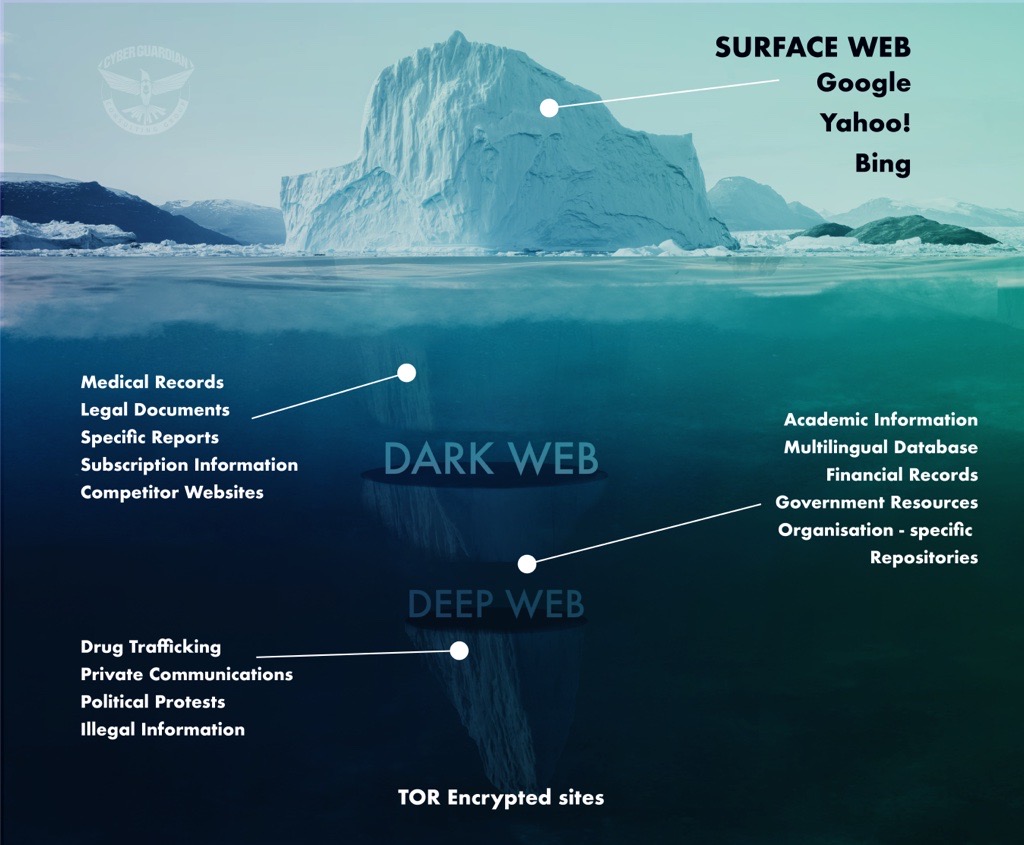 CYBER GUARDIAN
SURFACE WEB
Google
Yahoo!
Bing
Medical Records
Legal Documents
Specific Reports
Subscription Information
Competitor Websites
DARK WEB
Academic Information
Multilingual Database
Financial Records
Government Resources
Organisation - specific
Repositories
DEEP WEB
Drug Trafficking
Private Communications
Political Protests
Illegal Information
TOR Encrypted sites